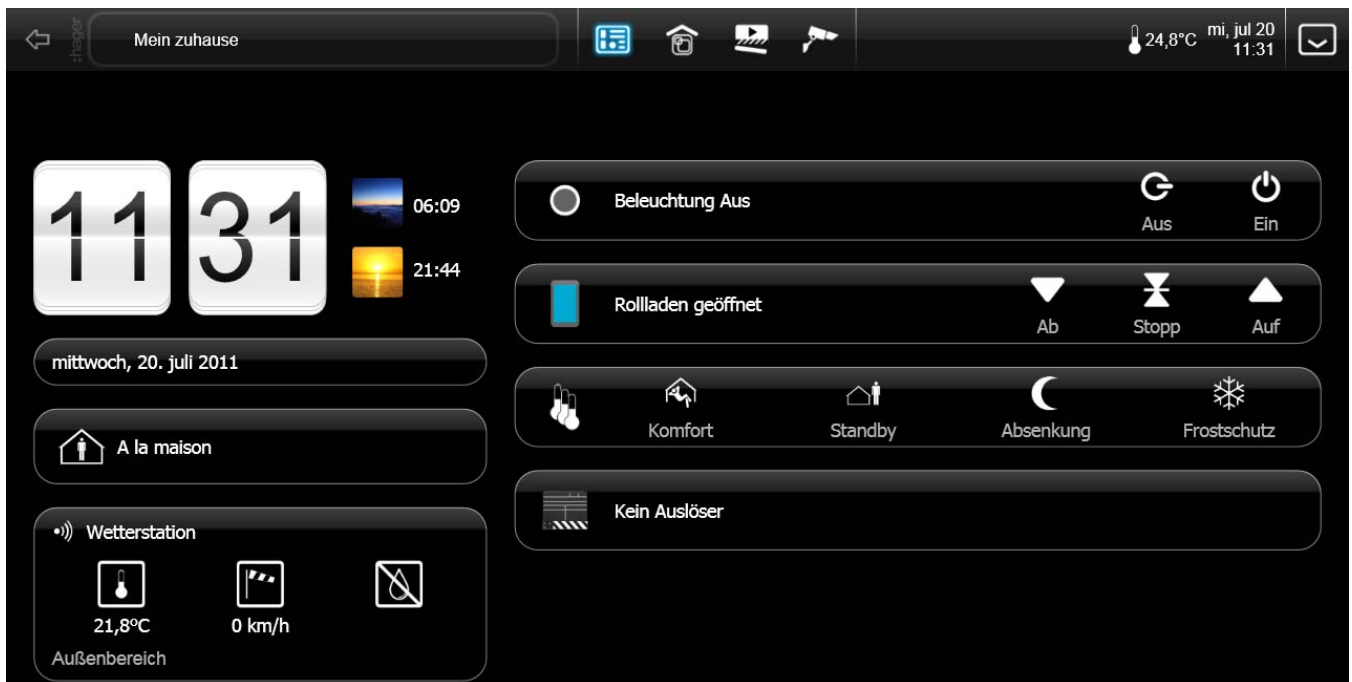 :hager
Mein zuhause
24,8°C
mi, jul 20
11:31
11 31
06:09
21:44
mittwoch, 20. juli 2011
A la maison
Wetterstation
21,8ºC
0 km/h
Außenbereich
Beleuchtung Aus
Aus
Ein
Rollladen geöffnet
Ab
Stopp
Auf
Komfort
Standby
Absenkung
Frostschutz
Kein Auslöser